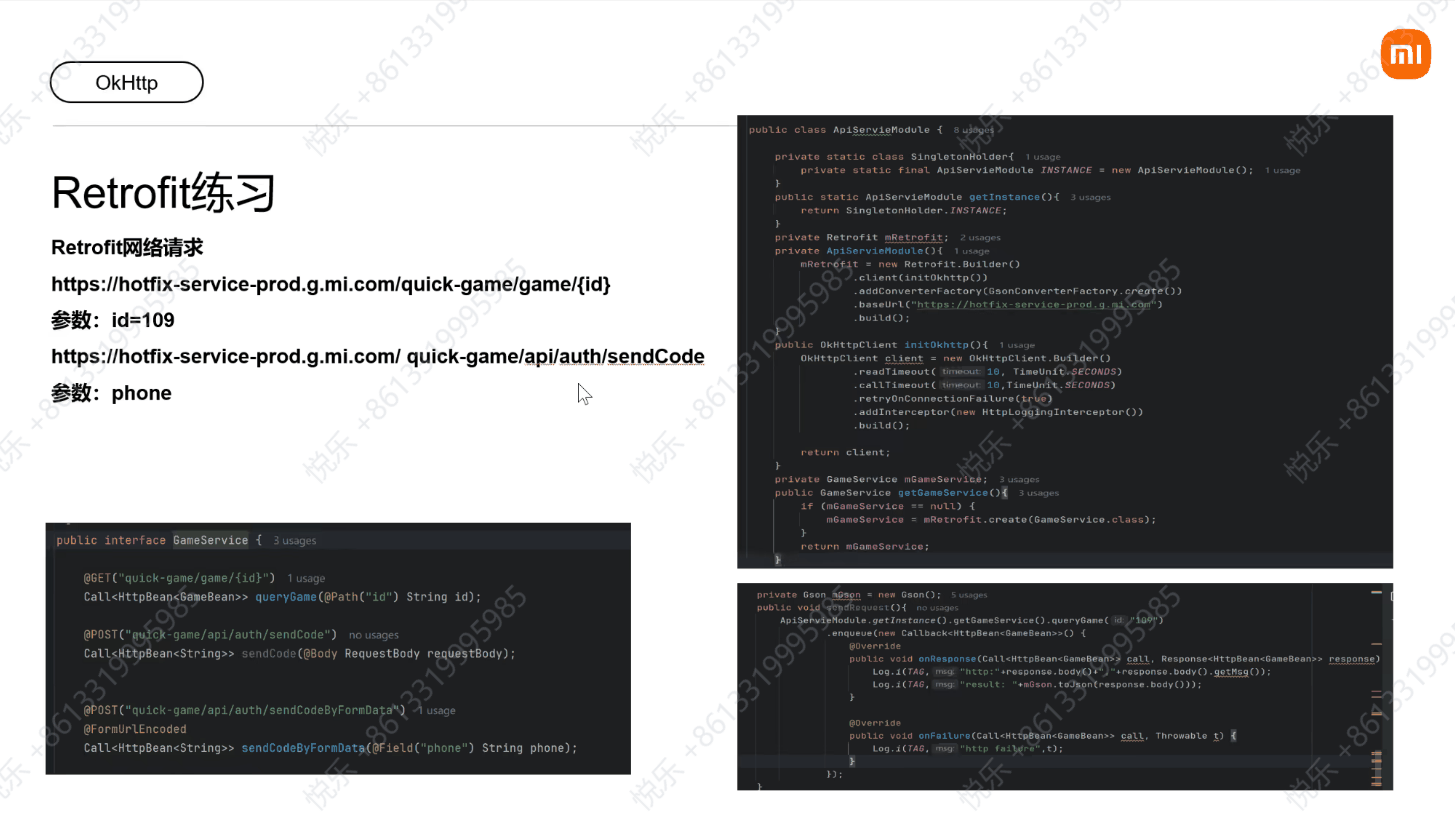 OkHttp
Retrofit练习
Retrofit网络请求
https://hotfix-service-prod.g.mi.com/quick-game/game/{id}
参数：id=109
https://hotfix-service-prod.g.mi.com/ quick-game/api/auth/sendCode
参数：phone
public interface GameService { 3 usages
@GET("quick-game/game/{id}") 1 usage
Call<HttpBean<GameBean>> queryGame(@Path("id") String id);
@POST("quick-game/api/auth/sendCode") no usages
Call<HttpBean<String>> sendCode(@Body RequestBody requestBody);
@POST("quick-game/api/auth/sendCodeByFormData") 1 usage
@FormUrlEncoded
Call<HttpBean<String>> sendCodeByFormData(@Field("phone") String phone);
public class ApiServieModule { 8 usages
private static class SingletonHolder{ 1 usage
private static final ApiServieModule INSTANCE = new ApiServieModule(); 1 usage
}
public static ApiServieModule getInstance(){ 3 usages
return SingletonHolder.INSTANCE;
}
private Retrofit mRetrofit; 2 usages
private ApiServieModule(){ 1 usage
mRetrofit = new Retrofit.Builder()
.client(initOkhttp())
.addConverterFactory(GsonConverterFactory.create())
.baseUrl("https://hotfix-service-prod.g.mi.com")
.build();
}
public OkHttpClient initOkhttp(){ 1 usage
OkHttpClient client = new OkHttpClient.Builder()
.readTimeout( timeout: 10, TimeUnit.SECONDS)
.callTimeout( timeout: 10,TimeUnit.SECONDS)
.retryOnConnectionFailure(true)
.addInterceptor(new HttpLoggingInterceptor())
.build();
return client;
}
private GameService mGameService; 3 usages
public GameService getGameService(){ 3 usages
if (mGameService == null) {
mGameService = mRetrofit.create(GameService.class);
}
return mGameService;
}
private Gson mGson = new Gson(); 5 usages
public void sendRequest(){ no usages
ApiServieModule.getInstance().getGameService().queryGame( id: "109")
.enqueue(new Callback<HttpBean<GameBean>>() {
@Override
public void onResponse(Call<HttpBean<GameBean>> call, Response<HttpBean<GameBean>> response)
Log.i(TAG, msg: "http:"+response.body()+" "+response.body().getMsg());
Log.i(TAG, msg: "result: "+mGson.toJson(response.body()));
}
@Override
public void onFailure(Call<HttpBean<GameBean>> call, Throwable t) {
Log.i(TAG, msg: "http failure",t);
}
});
}
悦乐 +8613319995985